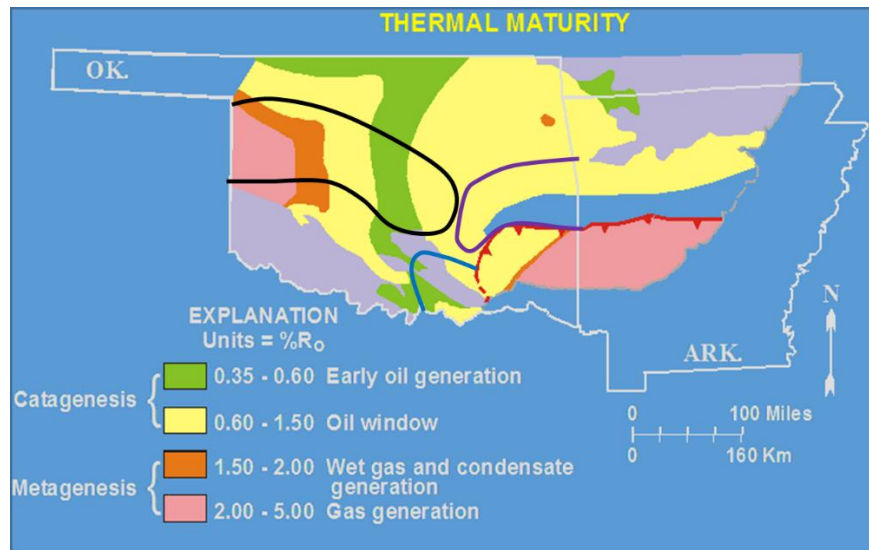 THERMAL MATURITY
OK.
EXPLANATION
Units = %RO
Catagenesis
0.35 - 0.60 Early oil generation
0.60 - 1.50 Oil window
Metagenesis
1.50 - 2.00 Wet gas and condensate
generation
2.00 - 5.00 Gas generation
N
ARK.
0 100 Miles
0 160 Km